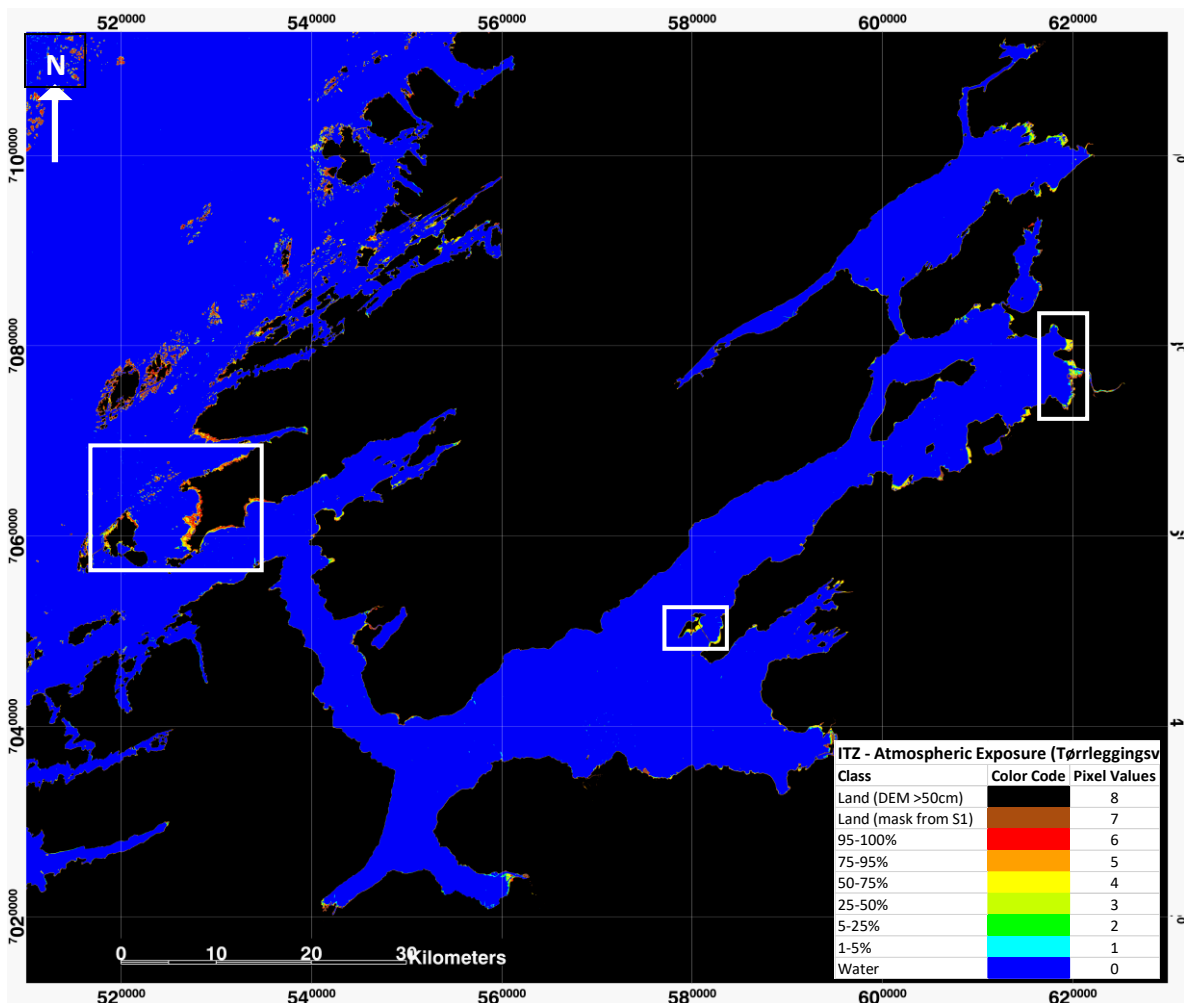 520000 540000 560000 580000 600000 620000
N
7100000
7080000
7060000
7040000
7020000
ITZ - Atmospheric Exposure (Tørrleggingsv
Class Color Code Pixel Values
Land (DEM >50cm) 8
Land (mask from S1) 7
95-100% 6
75-95% 5
50-75% 4
25-50% 3
5-25% 2
1-5% 1
Water 0
0 10 20 30 Kilometers
520000 540000 560000 580000 600000 620000